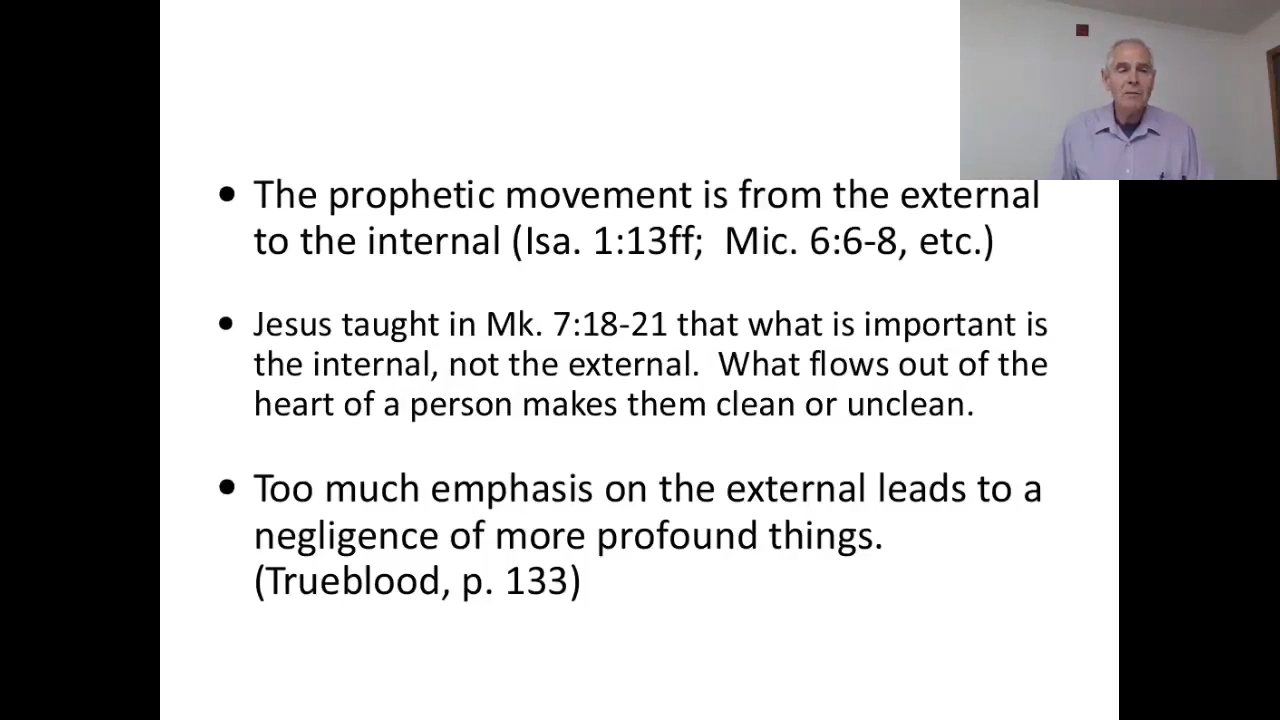 • The prophetic movement is from the external
to the internal (Isa. 1:13ff;  Mic. 6:6-8, etc.)
• Jesus taught in Mk. 7:18-21 that what is important is
the internal, not the external.  What flows out of the
heart of a person makes them clean or unclean.
• Too much emphasis on the external leads to a
negligence of more profound things.
(Trueblood, p. 133)